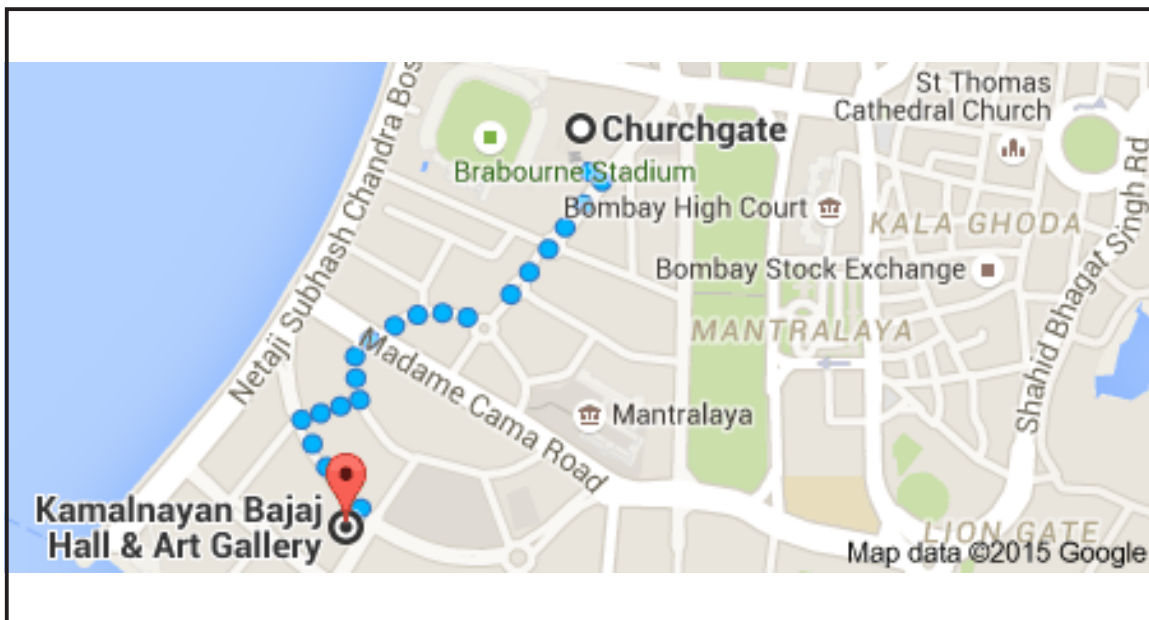 St Thomas
Cathedral Church
Churchgate
Brabourne Stadium
Bombay High Court
KALA GHODA
Bombay Stock Exchange
Netaji Subhash Chandra Bos
Shahid Bhagar Singh Rd
MANTRALAYA
Madame Cama Road
Mantralaya
Kamalnayan Bajaj
Hall & Art Gallery
LION GATE
Map data ©2015 Google